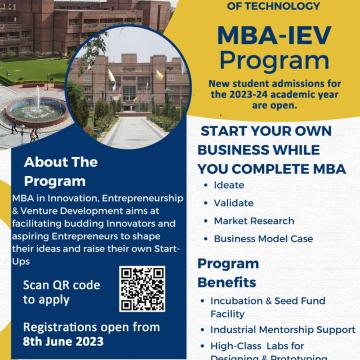 OF TECHNOLOGY
MBA-IEV
Program
New student admissions for
the 2023-24 academic year
are open.
START YOUR OWN
BUSINESS WHILE
YOU COMPLETE MBA
• Ideate
• Validate
• Market Research
• Business Model Case
About The
Program
MBA in Innovation, Entrepreneurship
& Venture Development aims at
facilitating budding Innovators and
aspiring Entrepreneurs to shape
their ideas and raise their own Start-
Ups
Scan QR code
to apply
Registrations open from
8th June 2023
Program
Benefits
• Incubation & Seed Fund
Facility
• Industrial Mentorship Support
• High-Class Labs for
Designing & Prototyping